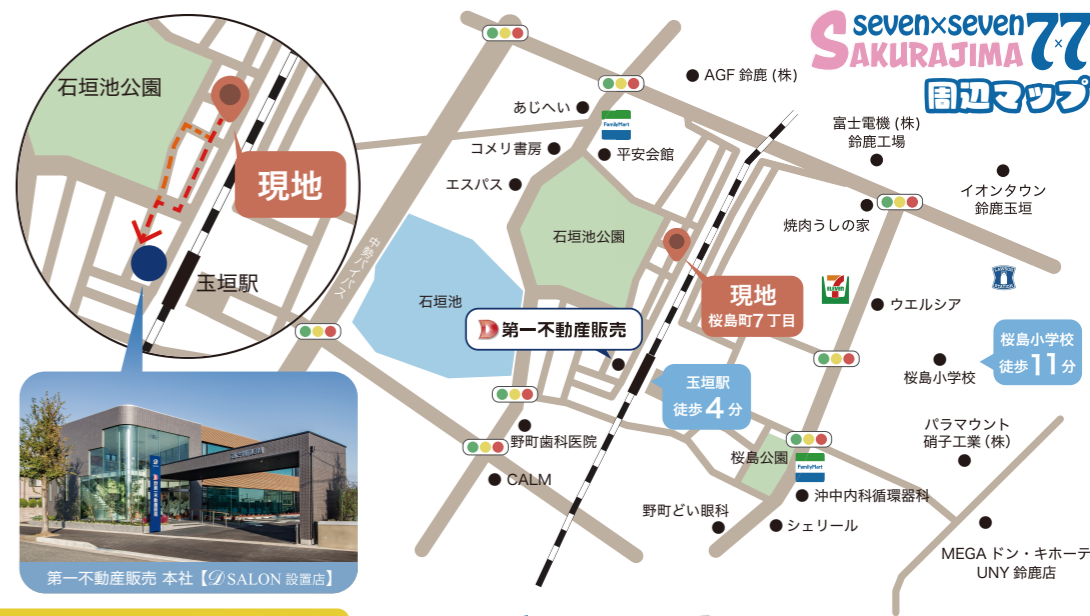 seven×seven
SAKURAJIMA
7×7
周辺マップ
石垣池公園
現地
玉垣駅
第一不動産販売 本社【D SALON 設置店】
AGF 鈴鹿 (株)
あじへい
FamilyMart
コメリ書房
平安会館
エスパス
富士電機 (株)
鈴鹿工場
イオンタウン
鈴鹿玉垣
焼肉うしの家
石垣池公園
中勢バイパス
石垣池
現地
桜島町7丁目
7
ELEVEN
LAWSON
ウエルシア
D 第一不動産販売
桜島小学校
徒歩11分
桜島小学校
玉垣駅
徒歩4分
野町歯科医院
パラマウント
硝子工業 (株)
桜島公園
FamilyMart
CALM
沖中内科循環器科
野町どい眼科
シェリール
MEGA ドン・キホーテ
UNY 鈴鹿店